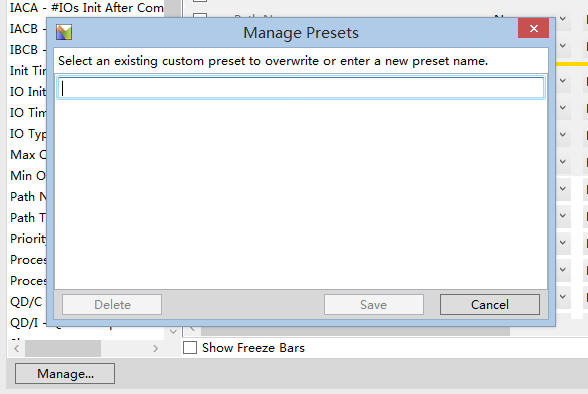 IACA - #IOs Init After Com
IACB -
IBCB -
Init Tim
IO Init
IO Tim
IO Typ
Max C
Min O
Path N
Path T
Priority
Proces
Proces
QD/C
QD/I -
Manage Presets
Select an existing custom preset to overwrite or enter a new preset name.
Delete
Save
Cancel
Show Freeze Bars
Manage...